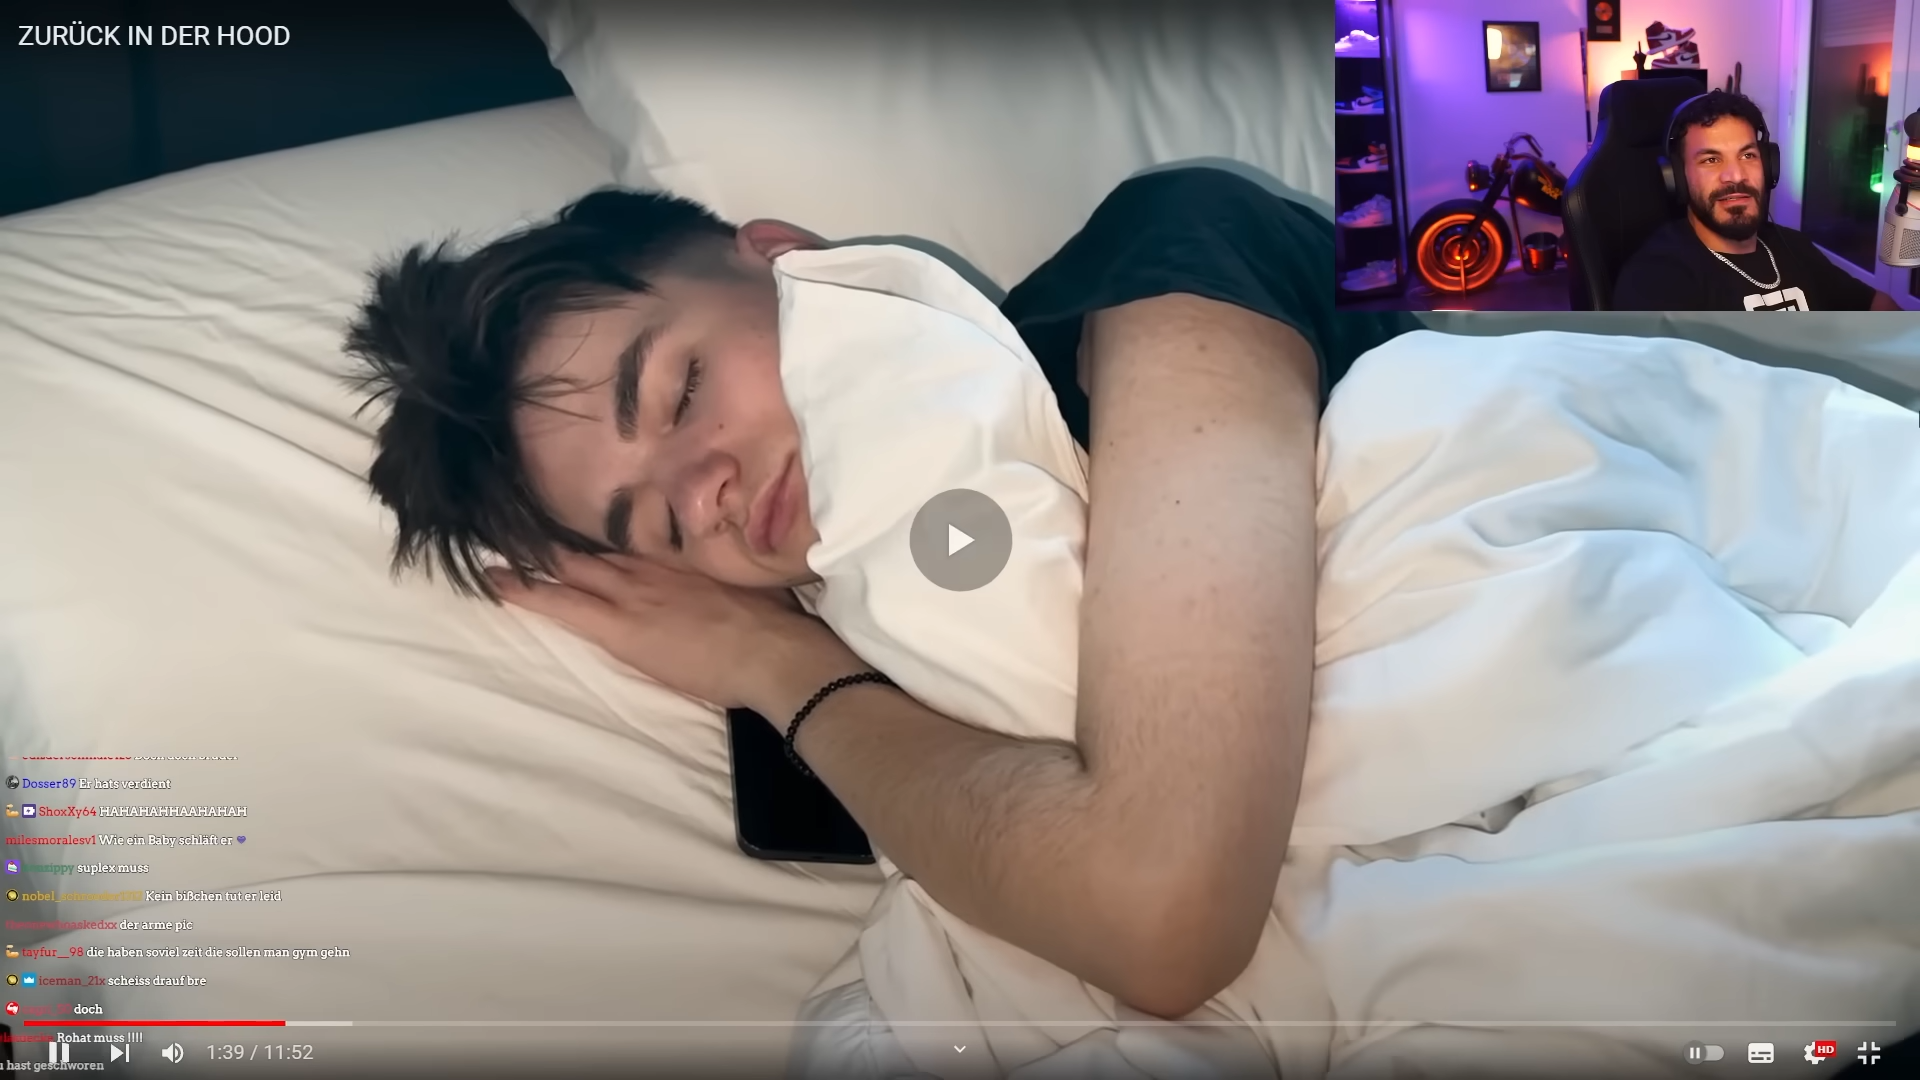 ZURÜCK IN DER HOOD
Dosser89 Er hats verdient
ShoxXy64 HAHAHAHHAAHAHAH
milesmoralesv1 Wie ein Baby schläft er
suplex muss
Kein bißchen tut er leid
der arme pic
tayfur__98 die haben soviel zeit die sollen man gym gehn
iceman_21x scheiss drauf bre
doch
Rohat muss !!!!
1:39 / 11:52
HD
hast geschworen